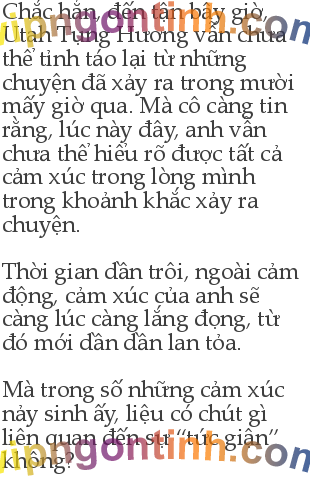 Chắc hẳn, đến tận bây giờ,
Utan Tụng Hương vẫn chưa
thể tỉnh táo lại từ những
chuyện đã xảy ra trong mười
mấy giờ qua. Mà cô càng tin
rằng, lúc này đây, anh vẫn
chưa thể hiểu rõ được tất cả
cảm xúc trong lòng mình
trong khoảnh khắc xảy ra
chuyện.
Thời gian dần trôi, ngoài cảm
động, cảm xúc của anh sẽ
càng lúc càng lắng đọng, từ
đó mới dần dần lan tỏa.
Mà trong số những cảm xúc
nảy sinh ấy, liệu có chút gì
liên quan đến sự “tức giận”
không?
vipngontinh.com
vipngontinh.com